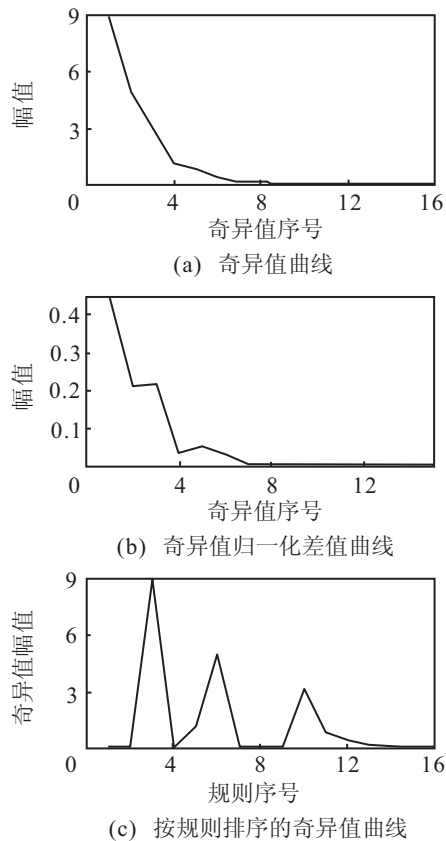 9
6
3
幅值
0 4 8 12 16
奇异值序号
(a) 奇异值曲线
0.4
0.3
0.2
0.1
幅值
0 4 8 12
奇异值序号
(b) 奇异值归一化差值曲线
9
6
3
奇异值幅值
0 4 8 12 16
规则序号
(c) 按规则排序的奇异值曲线